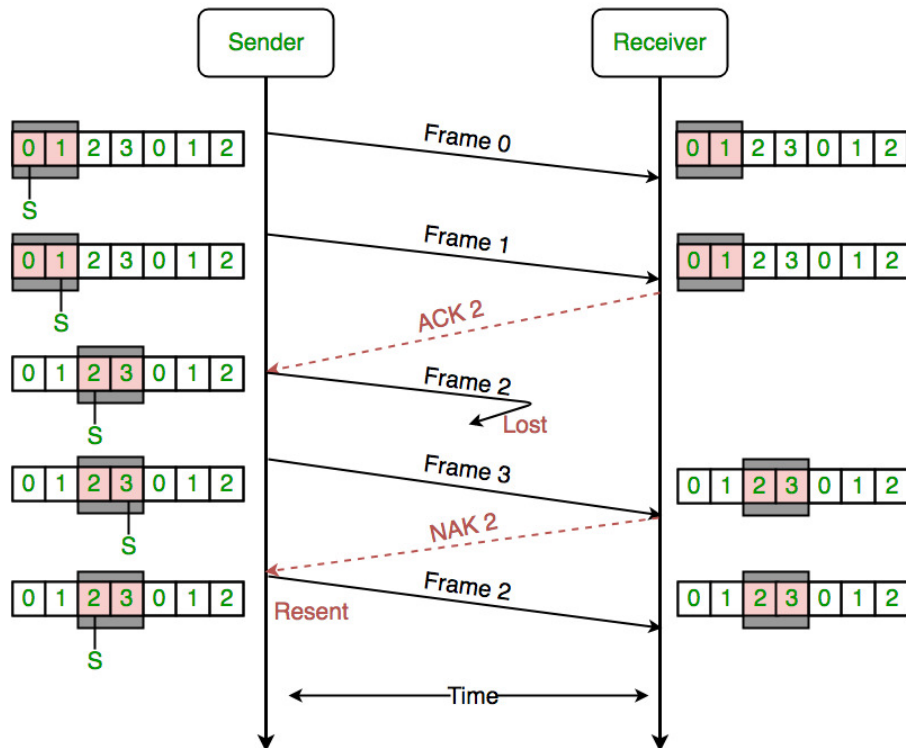 Sender Receiver
Frame 0
0 1 2 3 0 1 2 0 1 2 3 0 1 2
S
Frame 1
0 1 2 3 0 1 2 0 1 2 3 0 1 2
S
ACK 2
0 1 2 3 0 1 2
Frame 2
Lost
S
Frame 3
0 1 2 3 0 1 2 0 1 2 3 0 1 2
S
NAK 2
Frame 2
0 1 2 3 0 1 2 0 1 2 3 0 1 2
Resent
S
Time